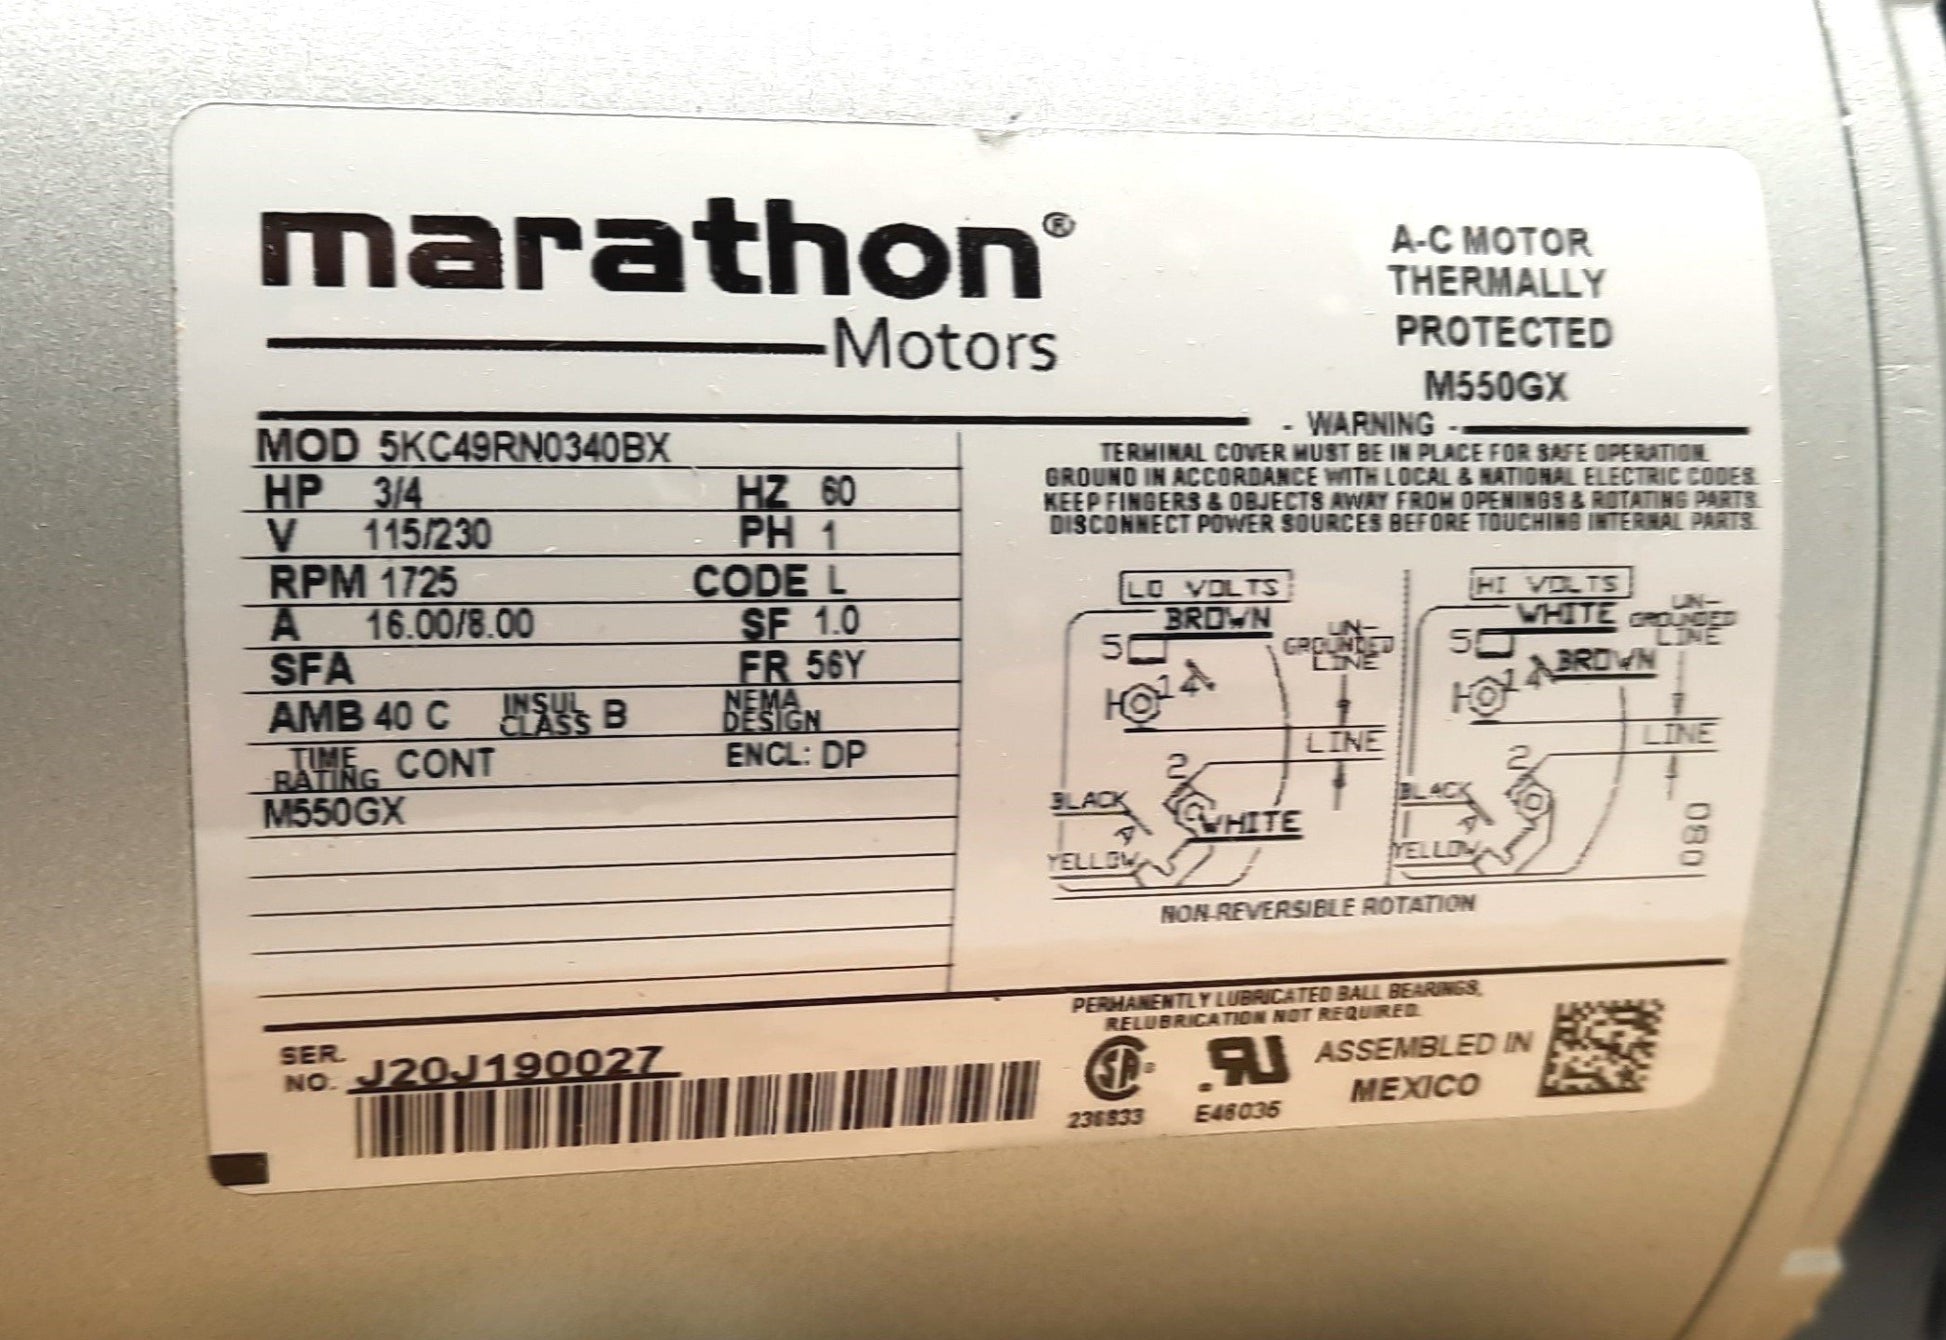 marathon®
Motors
A-C MOTOR
THERMALLY
PROTECTED
M550GX
MOD 5KC49RN0340BX
HP 3/4 HZ 60
V 115/230 PH 1
RPM 1725 CODE L
A 16.00/8.00 SF 1.0
SFA FR 56Y
AMB 40 C INSUL CLASS B NEMA DESIGN
TIME RATING CONT ENCL: DP
M550GX
- WARNING -
TERMINAL COVER MUST BE IN PLACE FOR SAFE OPERATION.
GROUND IN ACCORDANCE WITH LOCAL & NATIONAL ELECTRIC CODES.
KEEP FINGERS & OBJECTS AWAY FROM OPENINGS & ROTATING PARTS.
DISCONNECT POWER SOURCES BEFORE TOUCHING INTERNAL PARTS.
LO VOLTS
BROWN
5
UN-
GROUNDED
LINE
1
LINE
2
BLACK
WHITE
YELLOW
HI VOLTS
WHITE
5
UN-
GROUNDED
LINE
BROWN
1
LINE
2
BLACK
YELLOW
080
NON-REVERSIBLE ROTATION
PERMANENTLY LUBRICATED BALL BEARINGS,
RELUBRICATION NOT REQUIRED.
SER.
NO. J20J190027
236833
E46035
ASSEMBLED IN
MEXICO